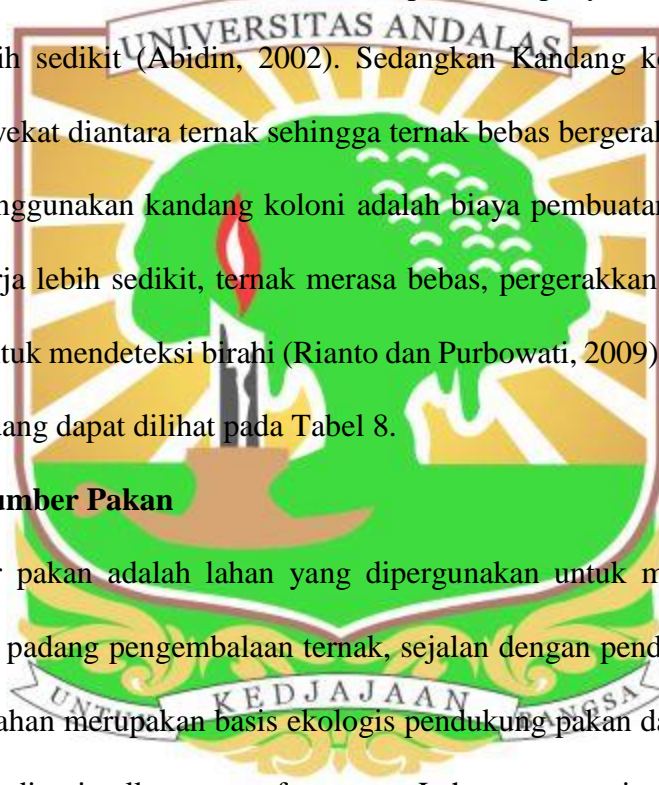 UNIVERSITAS ANDALAS
ih sedikit (Abidin, 2002). Sedangkan Kandang k
yekat diantara ternak sehingga ternak bebas bergerak
nggunakan kandang koloni adalah biaya pembuatan
rja lebih sedikit, ternak merasa bebas, pergerakkan
tuk mendeteksi birahi (Rianto dan Purbowati, 2009)
dang dapat dilihat pada Tabel 8.
umber Pakan
pakan adalah lahan yang dipergunakan untuk m
padang pengembalaan ternak, sejalan dengan pend
ahan merupakan basis ekologis pendukung pakan da
UNTUK KEDJAJAAN BANGSA